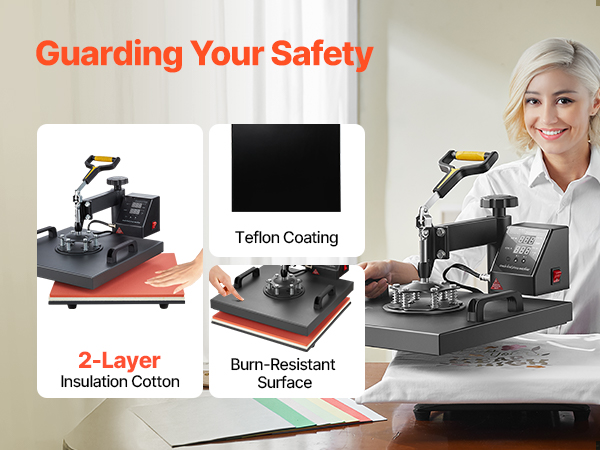 Guarding Your Safety
Teflon Coating
2-Layer
Insulation Cotton
Burn-Resistant
Surface